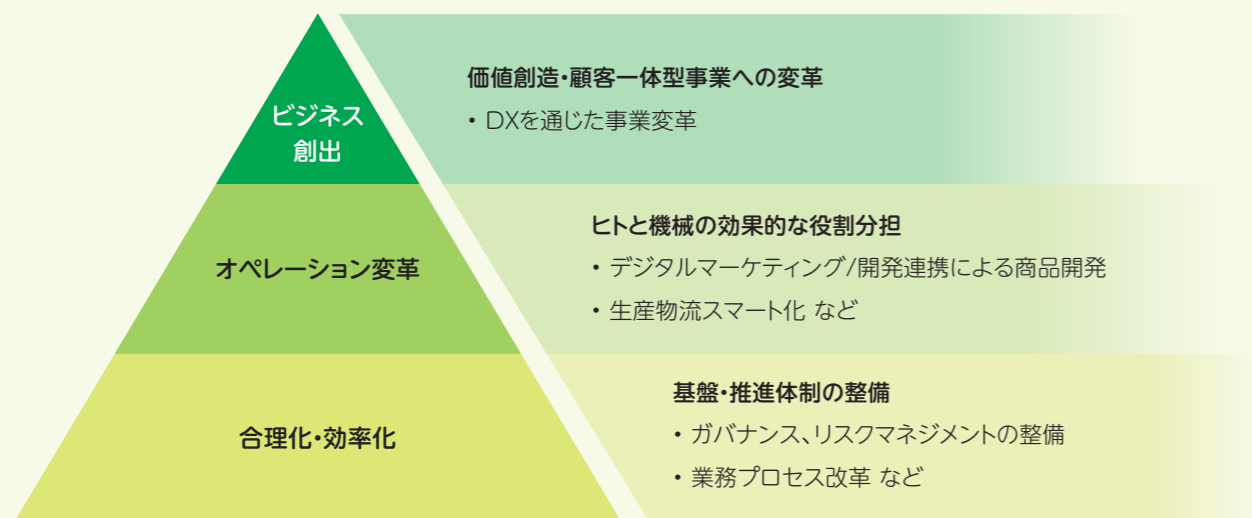 ビジネス
創出
価値創造・顧客一体型事業への変革
・DXを通じた事業変革
オペレーション変革
ヒトと機械の効果的な役割分担
・デジタルマーケティング/開発連携による商品開発
・生産物流スマート化 など
合理化・効率化
基盤・推進体制の整備
・ガバナンス、リスクマネジメントの整備
・業務プロセス改革 など